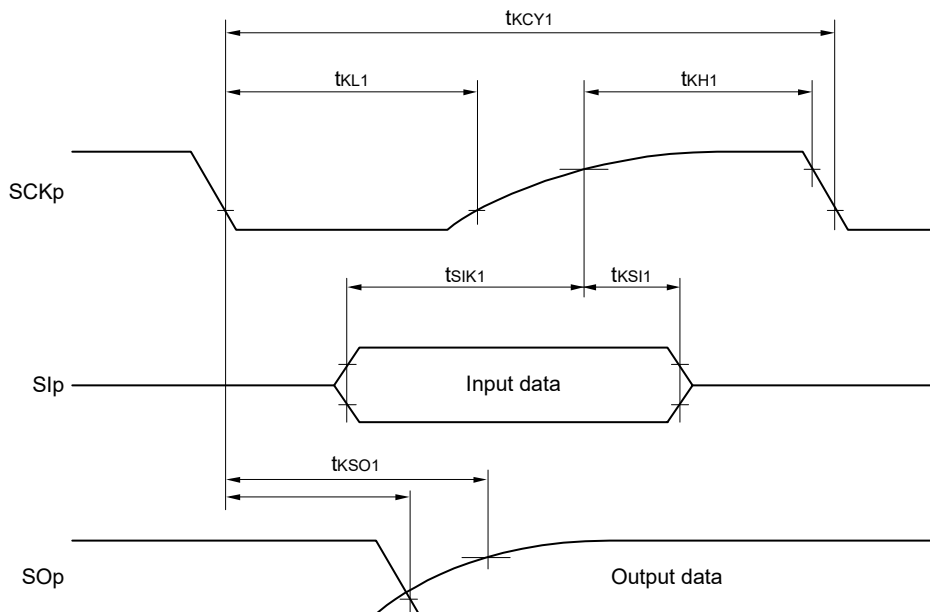 tKCY1
tKL1
tKH1
SCKp
tSIK1
tKSI1
SIp
Input data
tKSO1
SOp
Output data